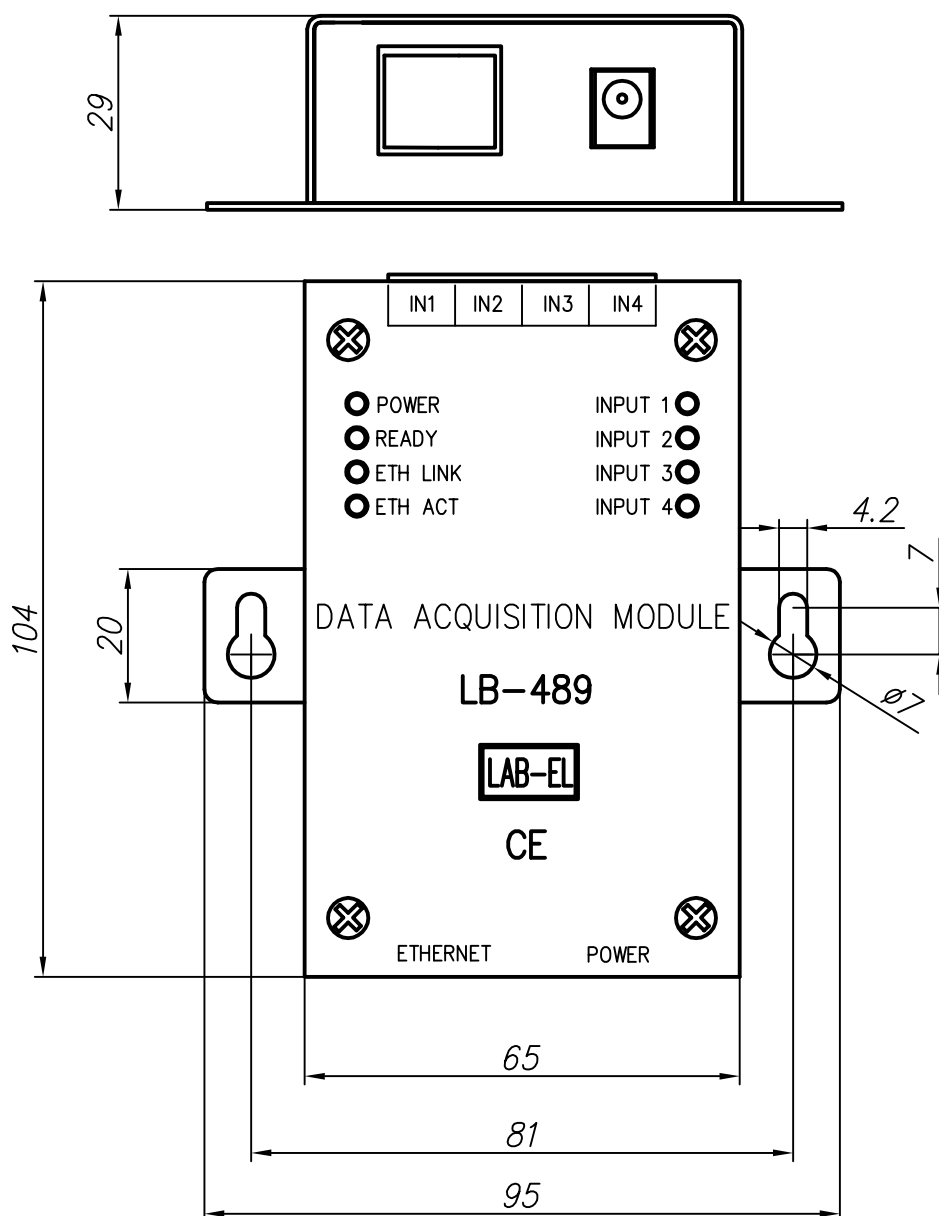 29
IN1 IN2 IN3 IN4
POWER INPUT 1
READY INPUT 2
ETH LINK INPUT 3
ETH ACT INPUT 4
4.2
7
104
20
DATA ACQUISITION MODULE
LB-489
ø7
LAB-EL
CE
ETHERNET POWER
65
81
95